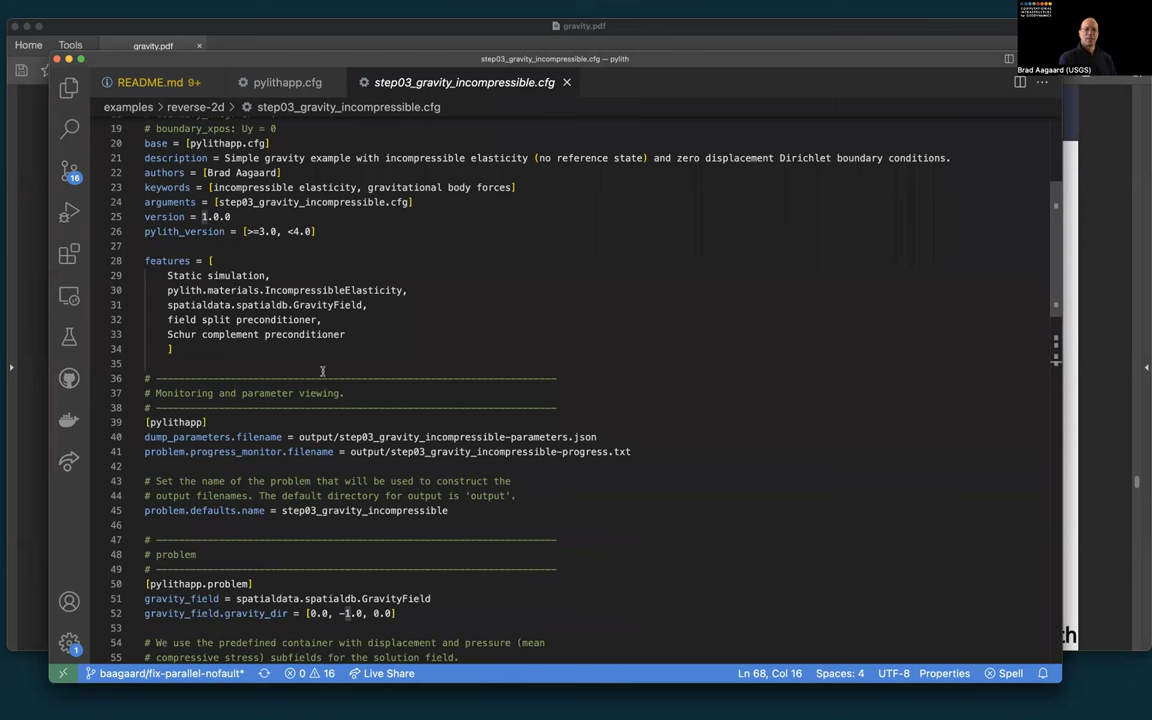 gravity.pdf
Home Tools gravity.pdf ×
COMPUTATIONAL
INFRASTRUCTURE
for GEODYNAMICS
Brad Aagaard (USGS)
step03_gravity_incompressible.cfg — pylith
README.md 9+ pylithapp.cfg step03_gravity_incompressible.cfg ×
examples > reverse-2d > step03_gravity_incompressible.cfg
19 # boundary_xpos: Uy = 0
20 base = [pylithapp.cfg]
21 description = Simple gravity example with incompressible elasticity (no reference state) and zero displacement Dirichlet boundary conditions.
22 authors = [Brad Aagaard]
23 keywords = [incompressible elasticity, gravitational body forces]
24 arguments = [step03_gravity_incompressible.cfg]
25 version = 1.0.0
26 pylith_version = [>=3.0, <4.0]
27
28 features = [
29 Static simulation,
30 pylith.materials.IncompressibleElasticity,
31 spatialdata.spatialdb.GravityField,
32 field split preconditioner,
33 Schur complement preconditioner
34 ]
35
36 # ----------------------------------------------------------------------
37 # Monitoring and parameter viewing.
38 # ----------------------------------------------------------------------
39 [pylithapp]
40 dump_parameters.filename = output/step03_gravity_incompressible-parameters.json
41 problem.progress_monitor.filename = output/step03_gravity_incompressible-progress.txt
42
43 # Set the name of the problem that will be used to construct the
44 # output filenames. The default directory for output is 'output'.
45 problem.defaults.name = step03_gravity_incompressible
46
47 # ----------------------------------------------------------------------
48 # problem
49 # ----------------------------------------------------------------------
50 [pylithapp.problem]
51 gravity_field = spatialdata.spatialdb.GravityField
52 gravity_field.gravity_dir = [0.0, -1.0, 0.0]
53
54 # We use the predefined container with displacement and pressure (mean
55 # compressive stress) subfields for the solution field.
16
1
th
baagaard/fix-parallel-nofault* 0 16 Live Share Ln 68, Col 16 Spaces: 4 UTF-8 Properties Spell